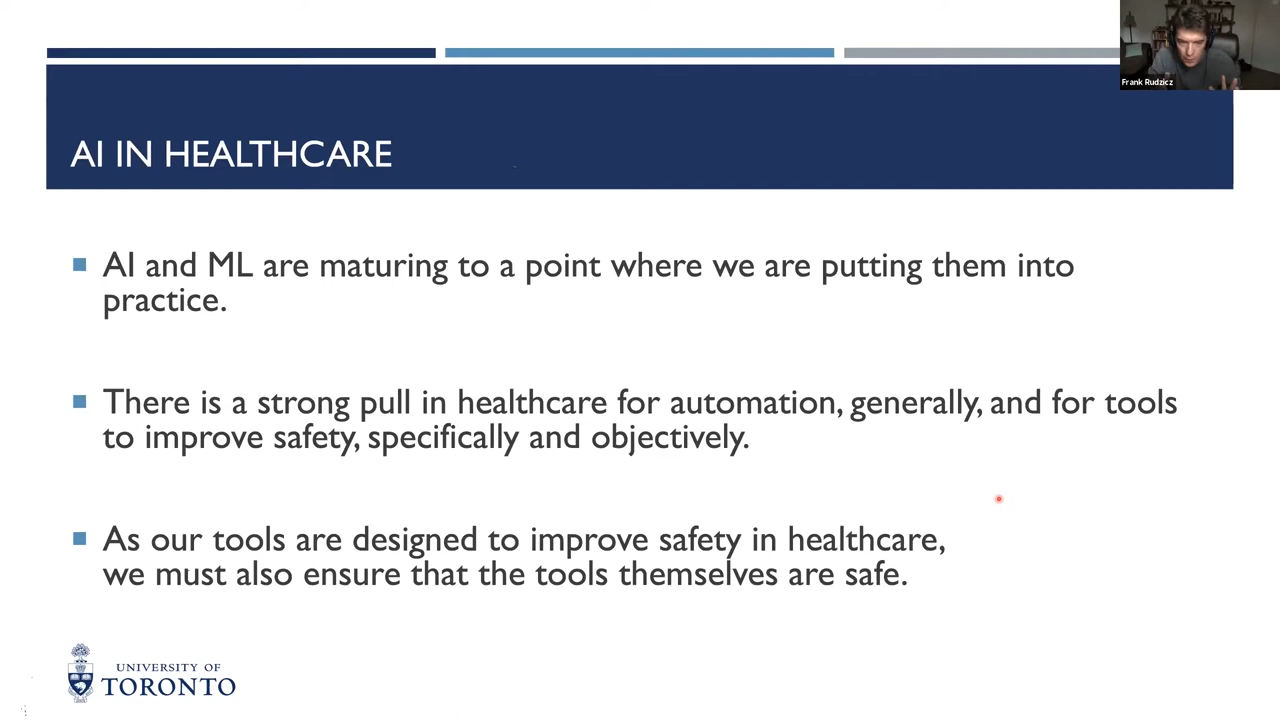 Frank Rudzicz
AI IN HEALTHCARE
AI and ML are maturing to a point where we are putting them into
practice.
There is a strong pull in healthcare for automation, generally, and for tools
to improve safety, specifically and objectively.
As our tools are designed to improve safety in healthcare,
we must also ensure that the tools themselves are safe.
UNIVERSITY OF
TORONTO